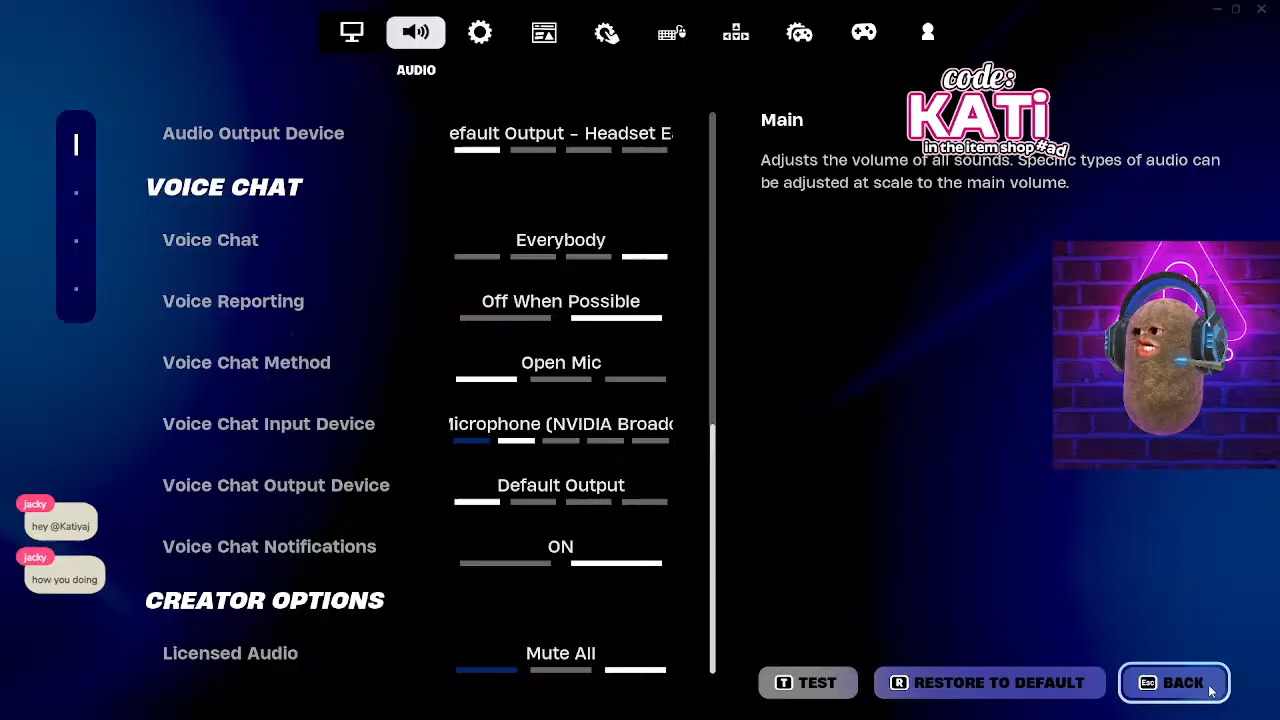 AUDIO
code:
KATi
in the item shop #ad
Audio Output Device
efault Output - Headset Ea
VOICE CHAT
Voice Chat
Everybody
Voice Reporting
Off When Possible
Voice Chat Method
Open Mic
Voice Chat Input Device
Microphone (NVIDIA Broadc
Voice Chat Output Device
Default Output
Voice Chat Notifications
ON
CREATOR OPTIONS
Licensed Audio
Mute All
Main
Adjusts the volume of all sounds. Specific types of audio can
be adjusted at scale to the main volume.
jacky
hey @Katiyaj
jacky
how you doing
T TEST
R RESTORE TO DEFAULT
Esc BACK